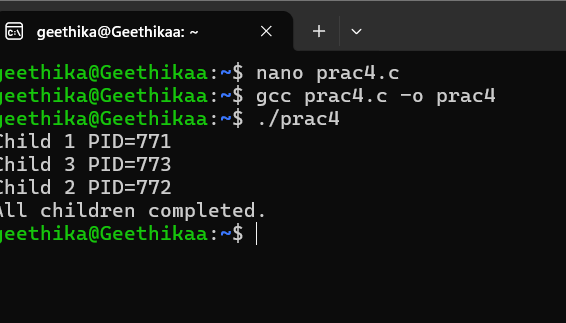 geethika@Geethikaa: ~
geethika@Geethikaa:~$ nano prac4.c
geethika@Geethikaa:~$ gcc prac4.c -o prac4
geethika@Geethikaa:~$ ./prac4
Child 1 PID=771
Child 3 PID=773
Child 2 PID=772
All children completed.
geethika@Geethikaa:~$